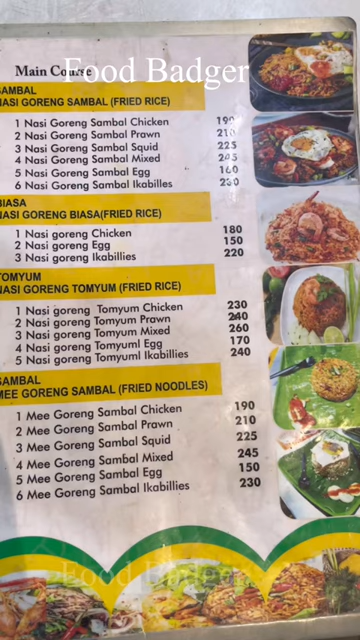 Main Course
Food Badger
SAMBAL
NASI GORENG SAMBAL (FRIED RICE)
1 Nasi Goreng Sambal Chicken 190
2 Nasi Goreng Sambal Prawn 210
3 Nasi Goreng Sambal Squid 225
4 Nasi Goreng Sambal Mixed 245
5 Nasi Goreng Sambal Egg 160
6 Nasi Goreng Sambal Ikabilles 230
BIASA
NASI GORENG BIASA(FRIED RICE)
1 Nasi goreng Chicken 180
2 Nasi goreng Egg 150
3 Nasi goreng Ikabillies 220
TOMYUM
NASI GORENG TOMYUM (FRIED RICE)
1 Nasi goreng Tomyum Chicken 230
2 Nasi goreng Tomyum Prawn 240
3 Nasi goreng Tomyum Mixed 260
4 Nasi goreng Tomyuml Egg 170
5 Nasi goreng Tomyuml Ikabillies 240
SAMBAL
MEE GORENG SAMBAL (FRIED NOODLES)
1 Mee Goreng Sambal Chicken 190
2 Mee Goreng Sambal Prawn 210
3 Mee Goreng Sambal Squid 225
4 Mee Goreng Sambal Mixed 245
5 Mee Goreng Sambal Egg 150
6 Mee Goreng Sambal Ikabillies 230
Food Badger